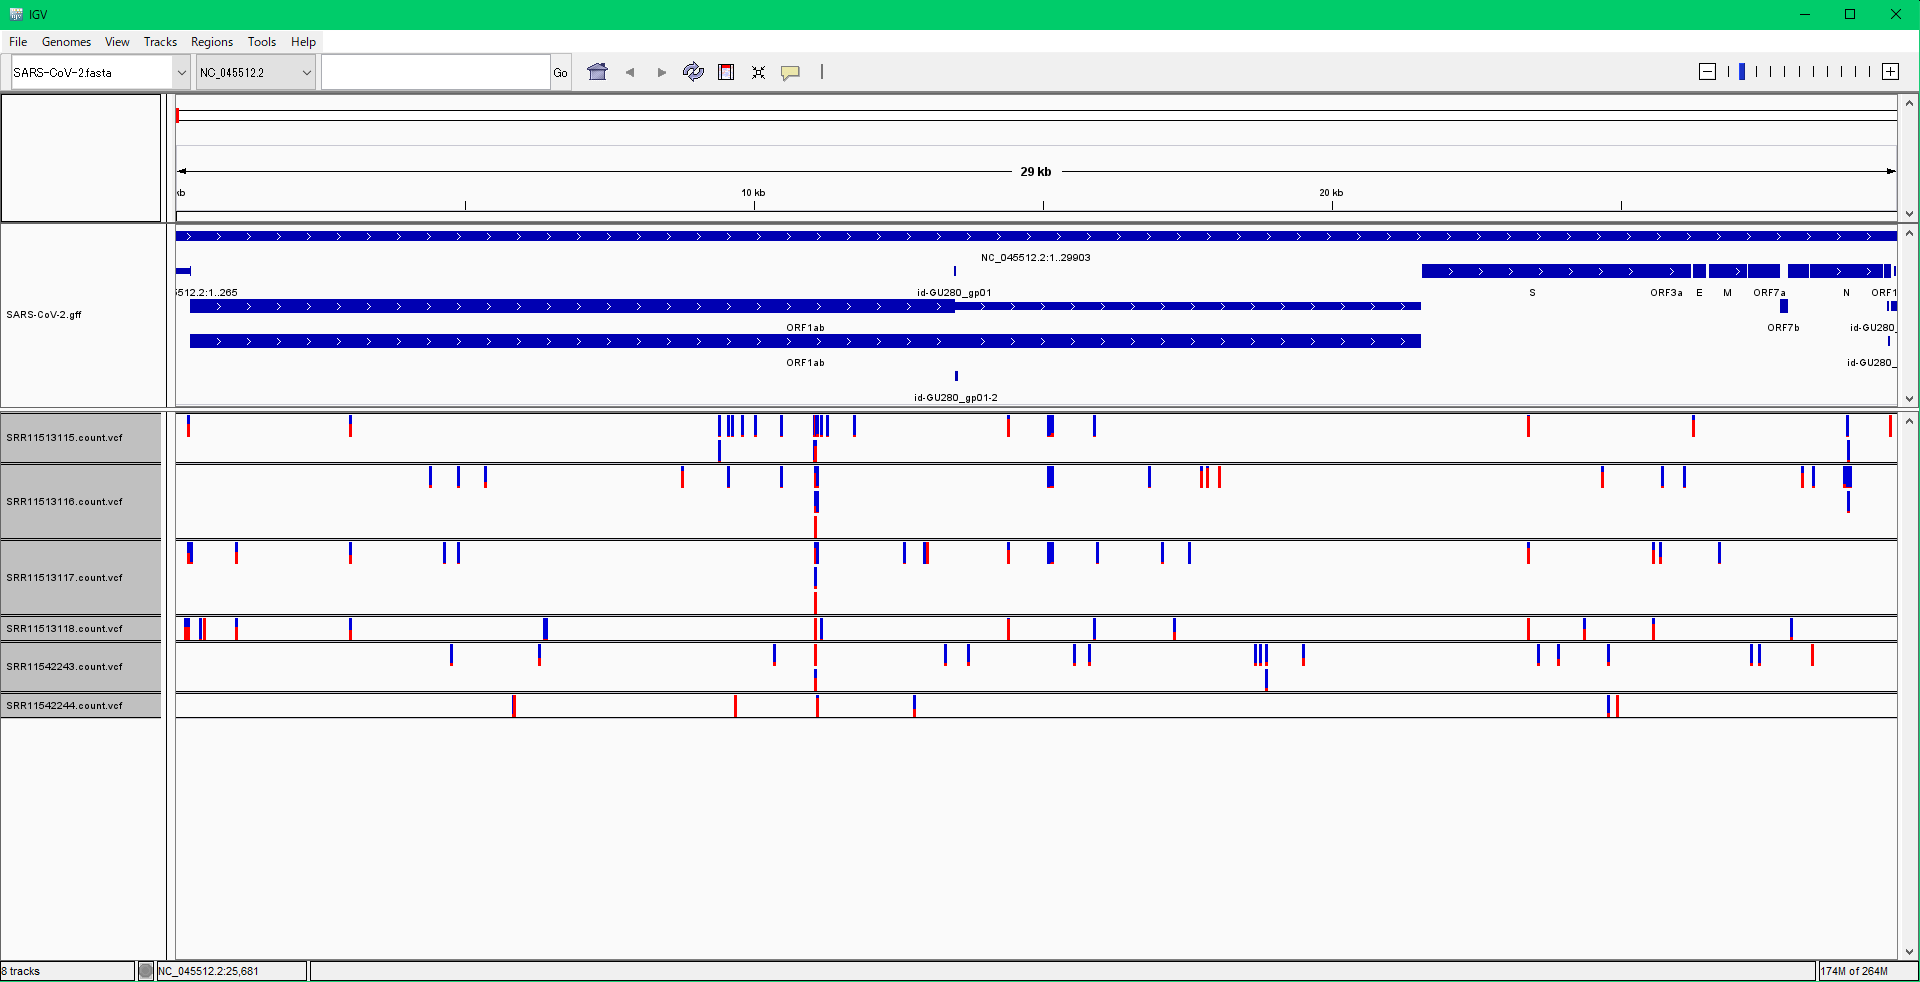 IGV
File Genomes View Tracks Regions Tools Help
SARS-CoV-2.fasta NC_045512.2 Go
29 kb
kb 10 kb 20 kb
NC_045512.2:1..29903
512.2:1..265 id-GU280_gp01 S ORF3a E M ORF7a N ORF1
SARS-CoV-2.gff
ORF1ab ORF7b id-GU280_
ORF1ab id-GU280_
id-GU280_gp01-2
SRR11513115.count.vcf
SRR11513116.count.vcf
SRR11513117.count.vcf
SRR11513118.count.vcf
SRR11542243.count.vcf
SRR11542244.count.vcf
8 tracks NC_045512.2:25,681 174M of 264M